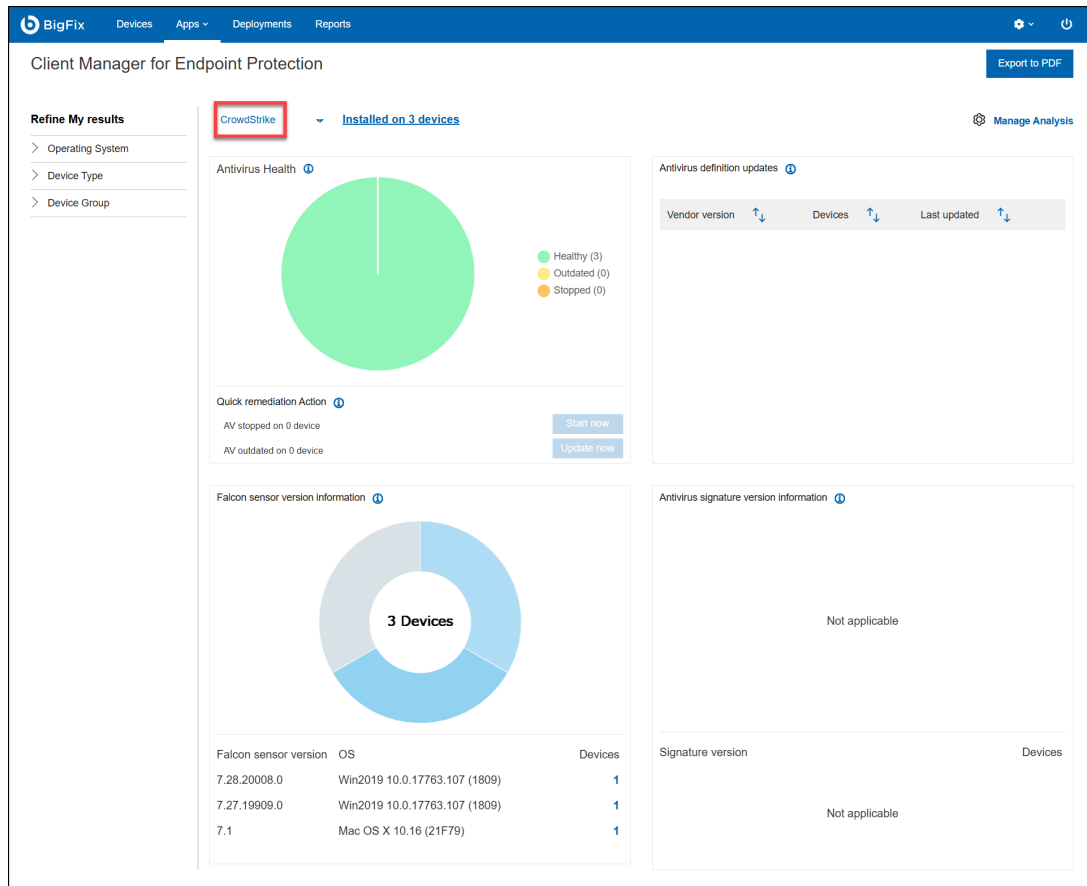 BigFix Devices Apps Deployments Reports
Client Manager for Endpoint Protection
Export to PDF
Refine My results
Operating System
Device Type
Device Group
CrowdStrike Installed on 3 devices
Manage Analysis
Antivirus Health
Healthy (3)
Outdated (0)
Stopped (0)
Quick remediation Action
AV stopped on 0 device Start now
AV outdated on 0 device Update now
Antivirus definition updates
Vendor version Devices Last updated
Falcon sensor version information
3 Devices
Falcon sensor version OS Devices
7.28.20008.0 Win2019 10.0.17763.107 (1809) 1
7.27.19909.0 Win2019 10.0.17763.107 (1809) 1
7.1 Mac OS X 10.16 (21F79) 1
Antivirus signature version information
Not applicable
Signature version Devices
Not applicable